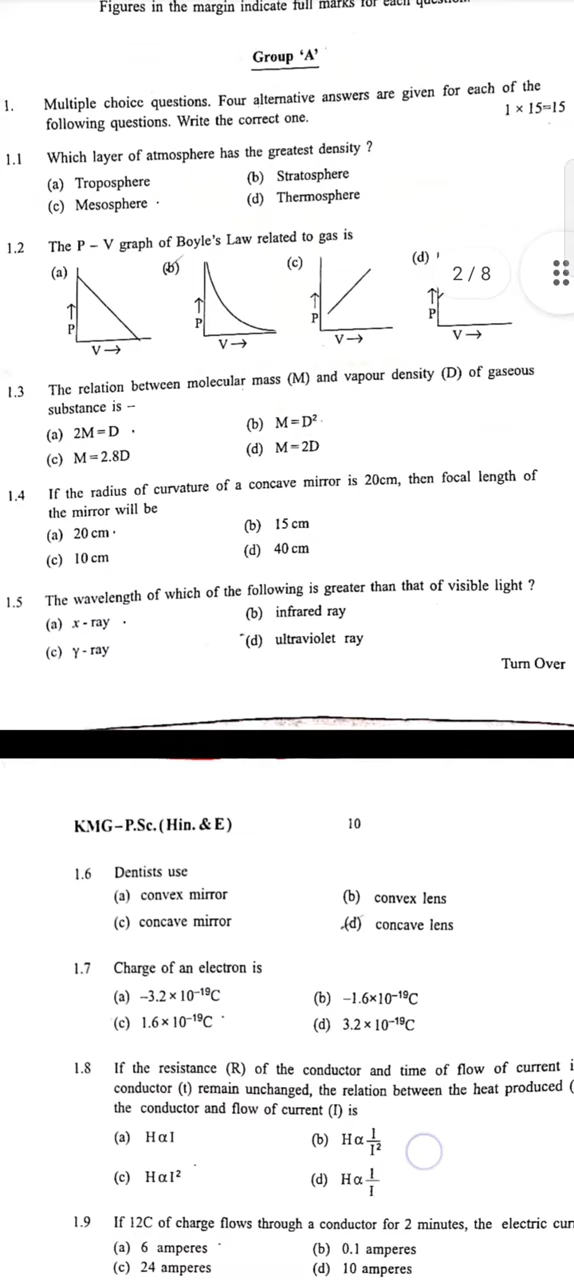 Figures in the margin indicate full marks for each
Group 'A'
1. Multiple choice questions. Four alternative answers are given for each of the
following questions. Write the correct one. 1 × 15=15
1.1 Which layer of atmosphere has the greatest density ?
(a) Troposphere (b) Stratosphere
(c) Mesosphere (d) Thermosphere
1.2 The P – V graph of Boyle's Law related to gas is
(a) (b) (c) (d)
2/8
P P P P
V→ V→ V→ V→
1.3 The relation between molecular mass (M) and vapour density (D) of gaseous
substance is –
(a) 2M=D (b) M=D²
(c) M=2.8D (d) M=2D
1.4 If the radius of curvature of a concave mirror is 20cm, then focal length of
the mirror will be
(a) 20 cm (b) 15 cm
(c) 10 cm (d) 40 cm
1.5 The wavelength of which of the following is greater than that of visible light ?
(a) x-ray (b) infrared ray
(c) γ-ray (d) ultraviolet ray
Turn Over
KMG–P.Sc.(Hin. & E) 10
1.6 Dentists use
(a) convex mirror (b) convex lens
(c) concave mirror (d) concave lens
1.7 Charge of an electron is
(a) –3.2 × 10⁻¹⁹C (b) –1.6×10⁻¹⁹C
(c) 1.6 × 10⁻¹⁹C (d) 3.2 × 10⁻¹⁹C
1.8 If the resistance (R) of the conductor and time of flow of current
conductor (t) remain unchanged, the relation between the heat produced (
the conductor and flow of current (I) is
(a) HαI (b) Hα 1/I²
(c) HαI² (d) Hα 1/I
1.9 If 12C of charge flows through a conductor for 2 minutes, the electric
(a) 6 amperes (b) 0.1 amperes
(c) 24 amperes (d) 10 amperes